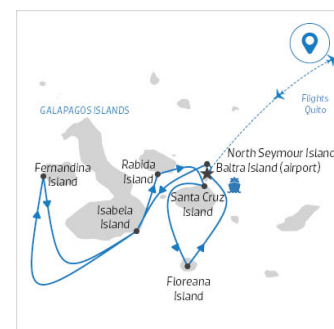 GALAPAGOS ISLANDS
Flights
Quito
North Seymour Island
Baltra Island (airport)
Fernandina
Island
Rabida
Island
Santa Cruz
Island
Isabela
Island
Floreana
Island